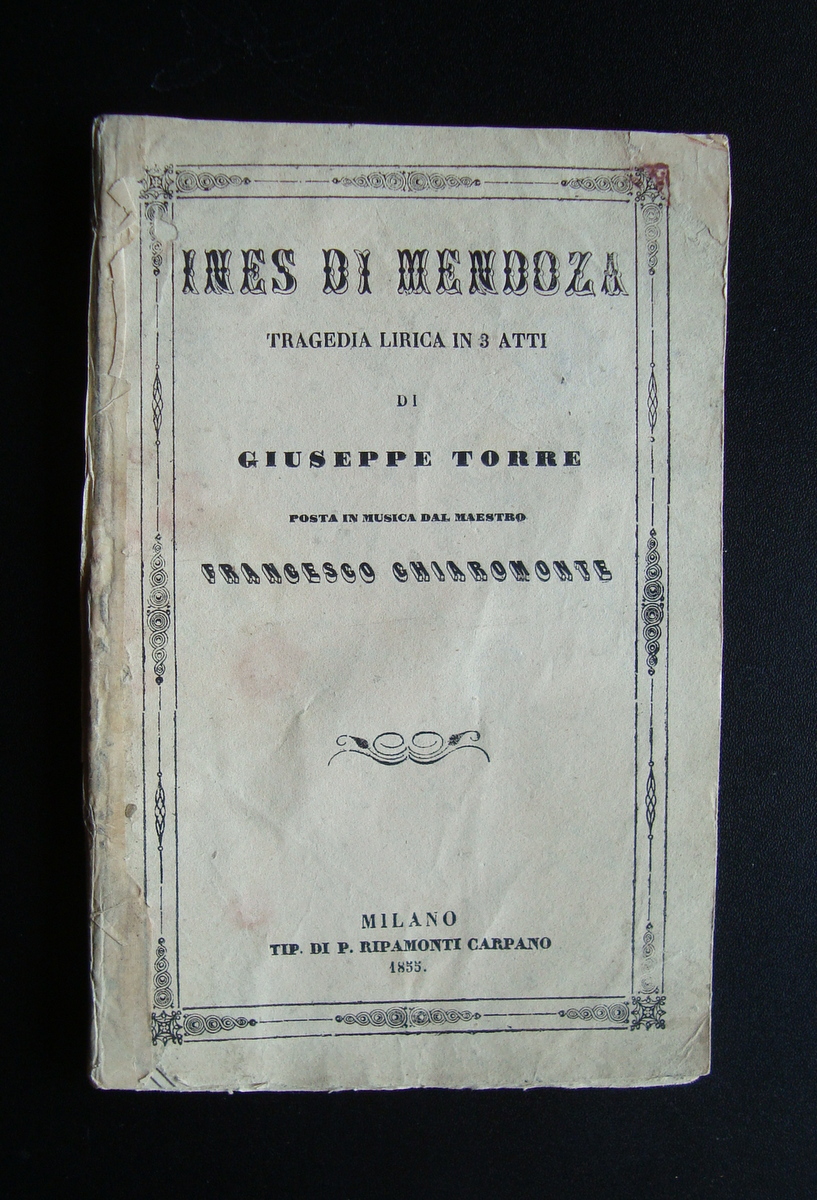 INES DI MENDOZA
TRAGEDIA LIRICA IN 3 ATTI
DI
GIUSEPPE TORRE
POSTA IN MUSICA DAL MAESTRO
FRANCESCO CHIAROMONTE
MILANO
TIP. DI P. RIPAMONTI CARPANO
1855.